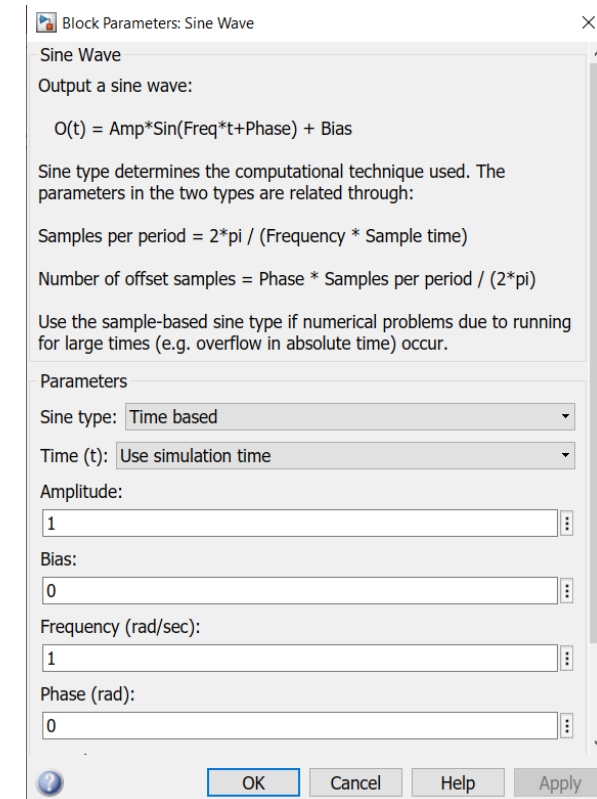 Block Parameters: Sine Wave
Sine Wave
Output a sine wave:
O(t) = Amp*Sin(Freq*t+Phase) + Bias
Sine type determines the computational technique used. The
parameters in the two types are related through:
Samples per period = 2*pi / (Frequency * Sample time)
Number of offset samples = Phase * Samples per period / (2*pi)
Use the sample-based sine type if numerical problems due to running
for large times (e.g. overflow in absolute time) occur.
Parameters
Sine type: Time based
Time (t): Use simulation time
Amplitude:
1
Bias:
0
Frequency (rad/sec):
1
Phase (rad):
0
OK Cancel Help Apply